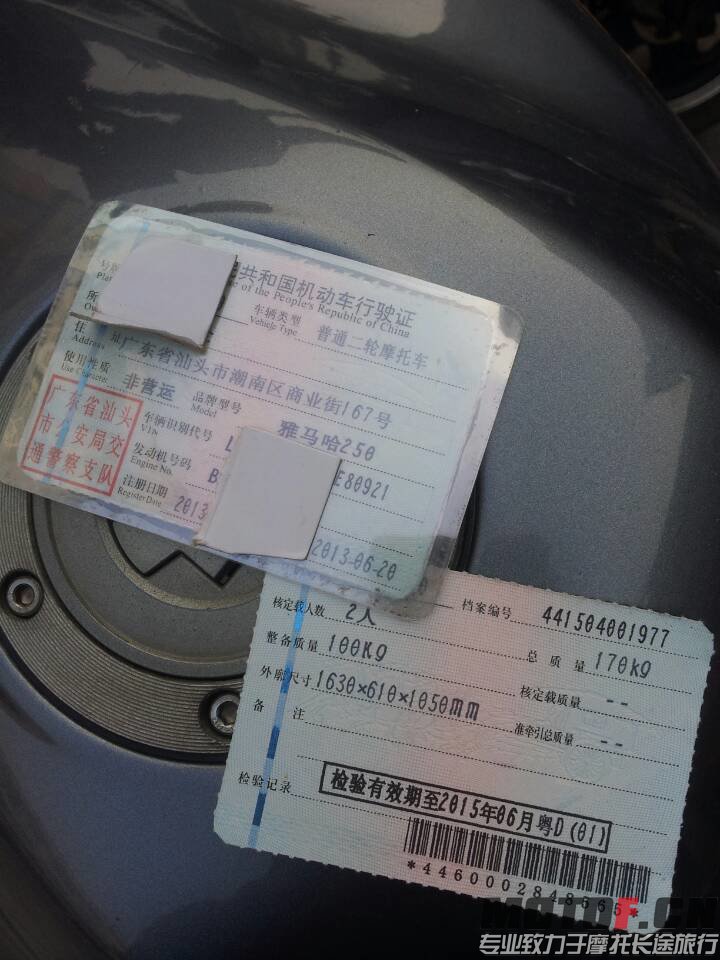 共和国机动车行驶证
of the People's Republic of China
车辆类型 普通二轮摩托车
Vehicle Type
住 址 广东省汕头市潮南区商业街167号
Address
使用性质 非营运 品牌型号 雅马哈250
Use Character Model
车辆识别代号 L
VIN
发动机号码 B E80921
Engine No.
注册日期 2013 2013-06-20
Register Date
广东省汕头
市公安局交
通警察支队
核定载人数 2人 档案编号 441504001977
整备质量 100Kg 总 质 量 170Kg
外廓尺寸 1630×610×1050mm 核定载质量 --
备 注 准牵引总质量 --
检验记录 检验有效期至2015年06月粤D(01)
MOTOF.CN
专业致力于摩托长途旅行